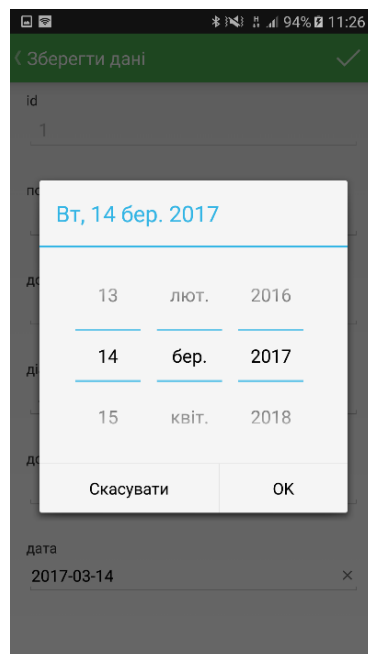 94% 11:26
Зберегти дані
id
1
Вт, 14 бер. 2017
13 лют. 2016
14 бер. 2017
15 квіт. 2018
Скасувати OK
дата
2017-03-14